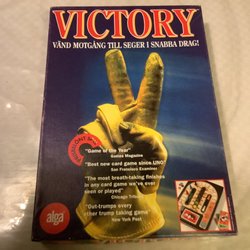 VICTORY
VÄND MOTGÅNG TILL SEGER I SNABBA DRAG!
"Game of the Year"
Games Magazine
"Best new card game since UNO"
San Francisco Examiner
"The most breath-taking finishes
in any card game we've ever
seen or played"
Chicago Tribune
"Out-trumps every
other trump taking game"
New York Post
alga